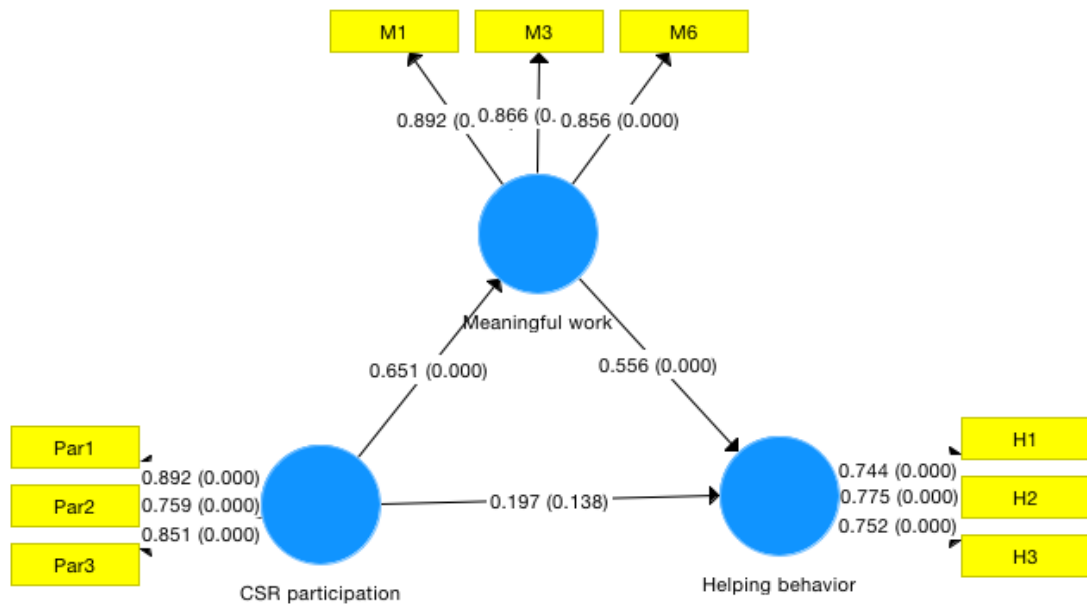 M1 M3 M6
0.892 (0. 0.866 (0. 0.856 (0.000)
Meaningful work
0.651 (0.000) 0.556 (0.000)
Par1
0.892 (0.000)
Par2
0.759 (0.000)
0.851 (0.000)
Par3
0.197 (0.138)
H1
0.744 (0.000)
0.775 (0.000)
H2
0.752 (0.000)
H3
CSR participation
Helping behavior